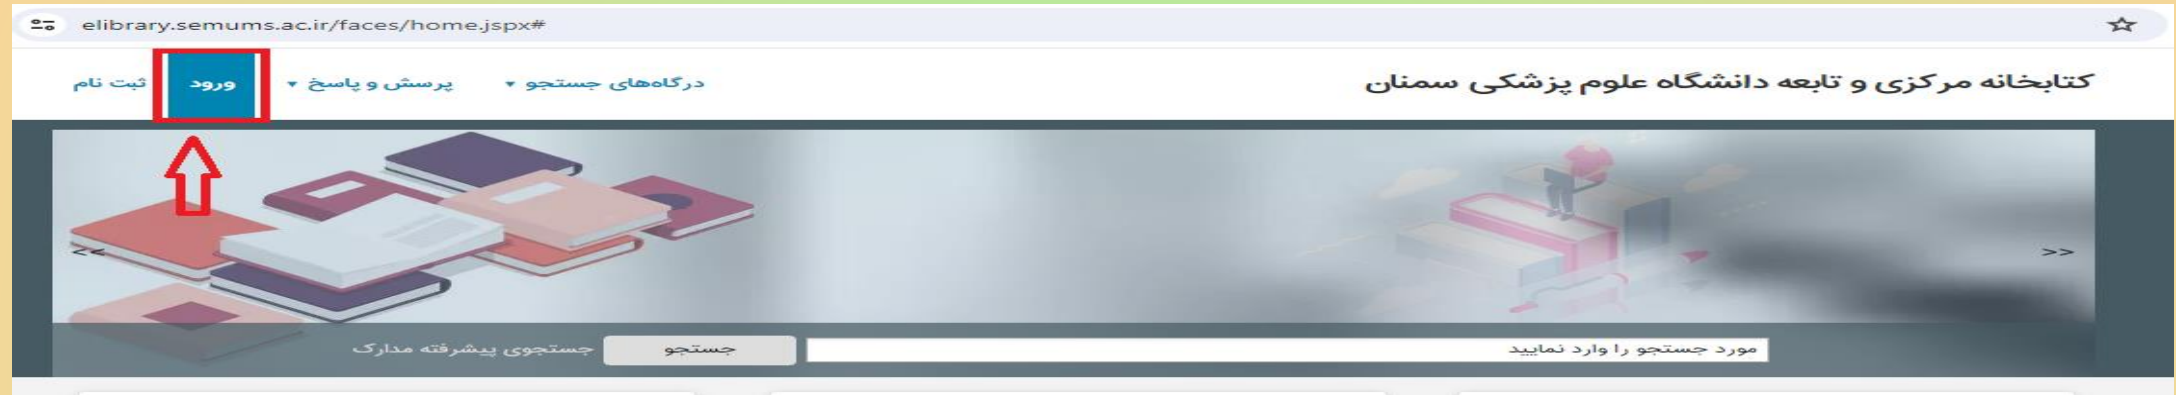 elibrary.semums.ac.ir/faces/home.jspx#
کتابخانه مرکزی و تابعه دانشگاه علوم پزشکی سمنان
درگاه‌های جستجو ▾ پرسش و پاسخ ▾ ورود ثبت نام
<< >>
مورد جستجو را وارد نمایید جستجو جستجوی پیشرفته مدارک